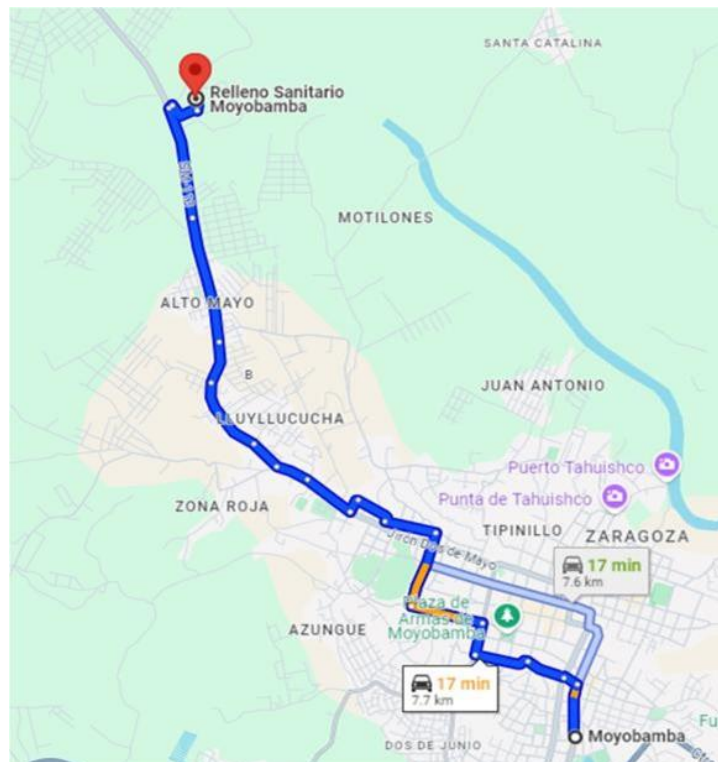 SANTA CATALINA
Relleno Sanitario
Moyobamba
MOTILONES
ALTO MAYO
B
JUAN ANTONIO
LLUYLLUCUCHA
Puerto Tahuishco
Punta de Tahuishco
ZONA ROJA
TIPINILLO
ZARAGOZA
Jirón Dos de Mayo
17 min
7.6 km
Plaza de
Armas de
Moyobamba
AZUNGUE
17 min
7.7 km
Moyobamba
DOS DE JUNIO
Fu